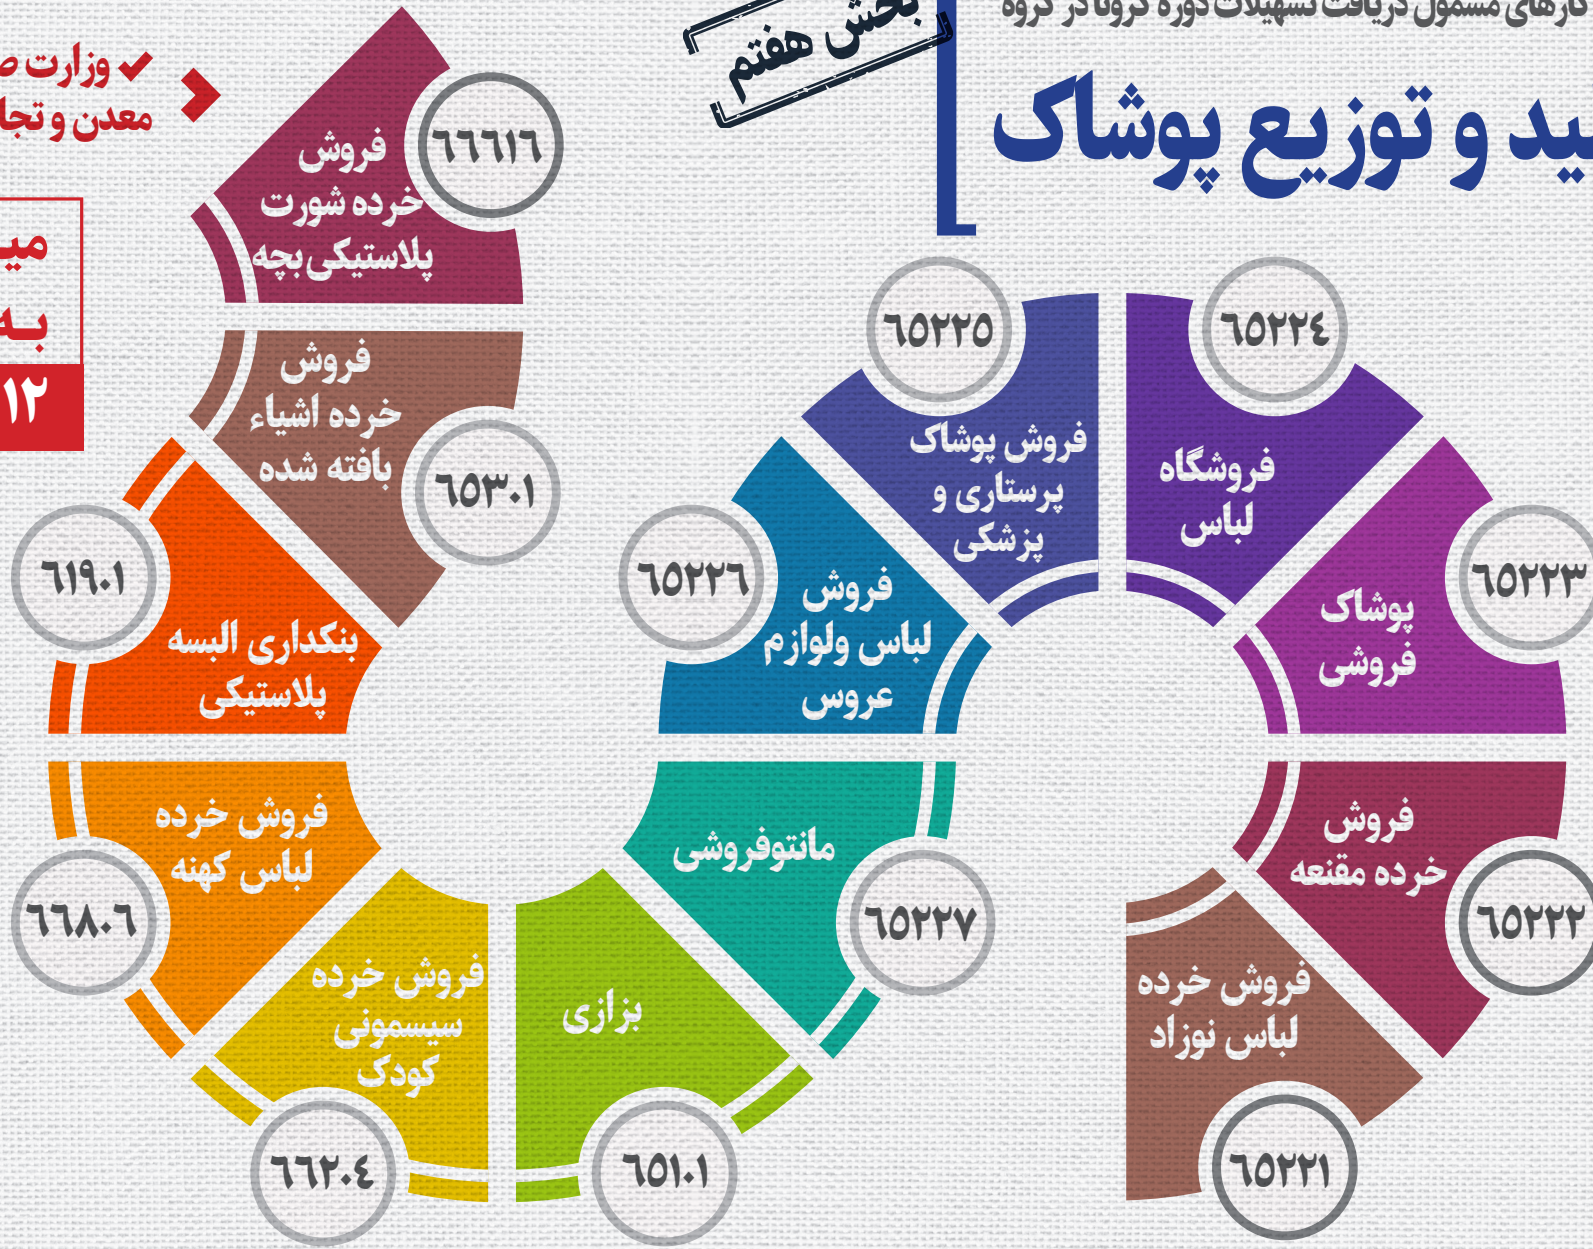 کارهای مشمول دریافت تسهیلات دوره کرونا در گروه
ید و توزیع پوشاک
بخش هفتم
✔ وزارت
معدن و تجا
بـه
۱۲
٦٥٢٢١
فروش خرده
لباس نوزاد
٦٥٢٢٢
فروش
خرده مقنعه
٦٥٢٢٣
پوشاک
فروشی
٦٥٢٢٤
فروشگاه
لباس
٦٥٢٢٥
فروش پوشاک
پرستاری و
پزشکی
٦٥٢٢٦
فروش
لباس ولوازم
عروس
٦٥٢٢٧
مانتوفروشی
٦٥١٠١
بزازی
٦٦٢٠٤
فروش خرده
سیسمونی
کودک
٦٦٨٠٦
فروش خرده
لباس کهنه
٦١٩٠١
بنکداری البسه
پلاستیکی
٦٥٣٠١
فروش
خرده اشیاء
بافته شده
٦٦٦١٦
فروش
خرده شورت
پلاستیکی بچه